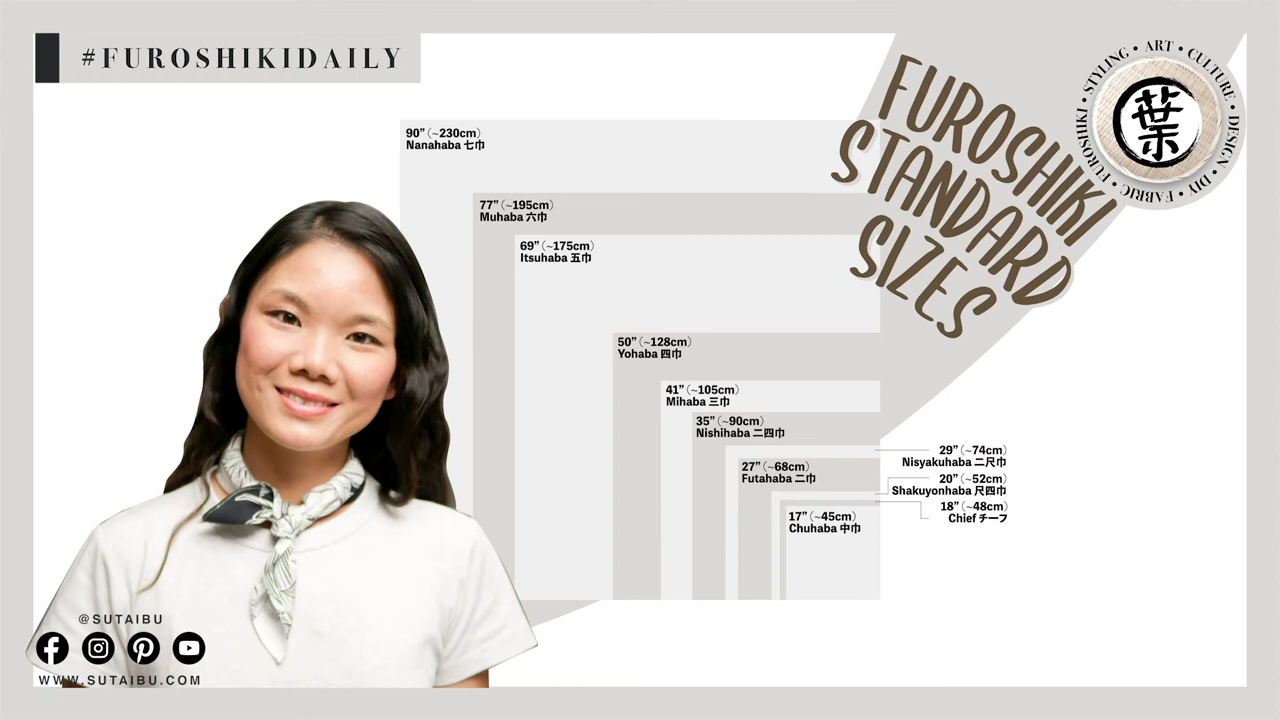 #FUROSHIKIDAILY
FUROSHIKI
STANDARD
SIZES
FUROSHIKI • STYLING • ART • CULTURE • DESIGN • DIY • FABRIC •
葉
90” (~230cm)
Nanahaba 七巾
77” (~195cm)
Muhaba 六巾
69” (~175cm)
Itsuhaba 五巾
50” (~128cm)
Yohaba 四巾
41” (~105cm)
Mihaba 三巾
35” (~90cm)
Nishihaba 二四巾
29” (~74cm)
Nisyakuhaba 二尺巾
27” (~68cm)
Futahaba 二巾
20” (~52cm)
Shakuyonhaba 尺四巾
18” (~48cm)
Chief チーフ
17” (~45cm)
Chuhaba 中巾
@SUTAIBU
WWW.SUTAIBU.COM